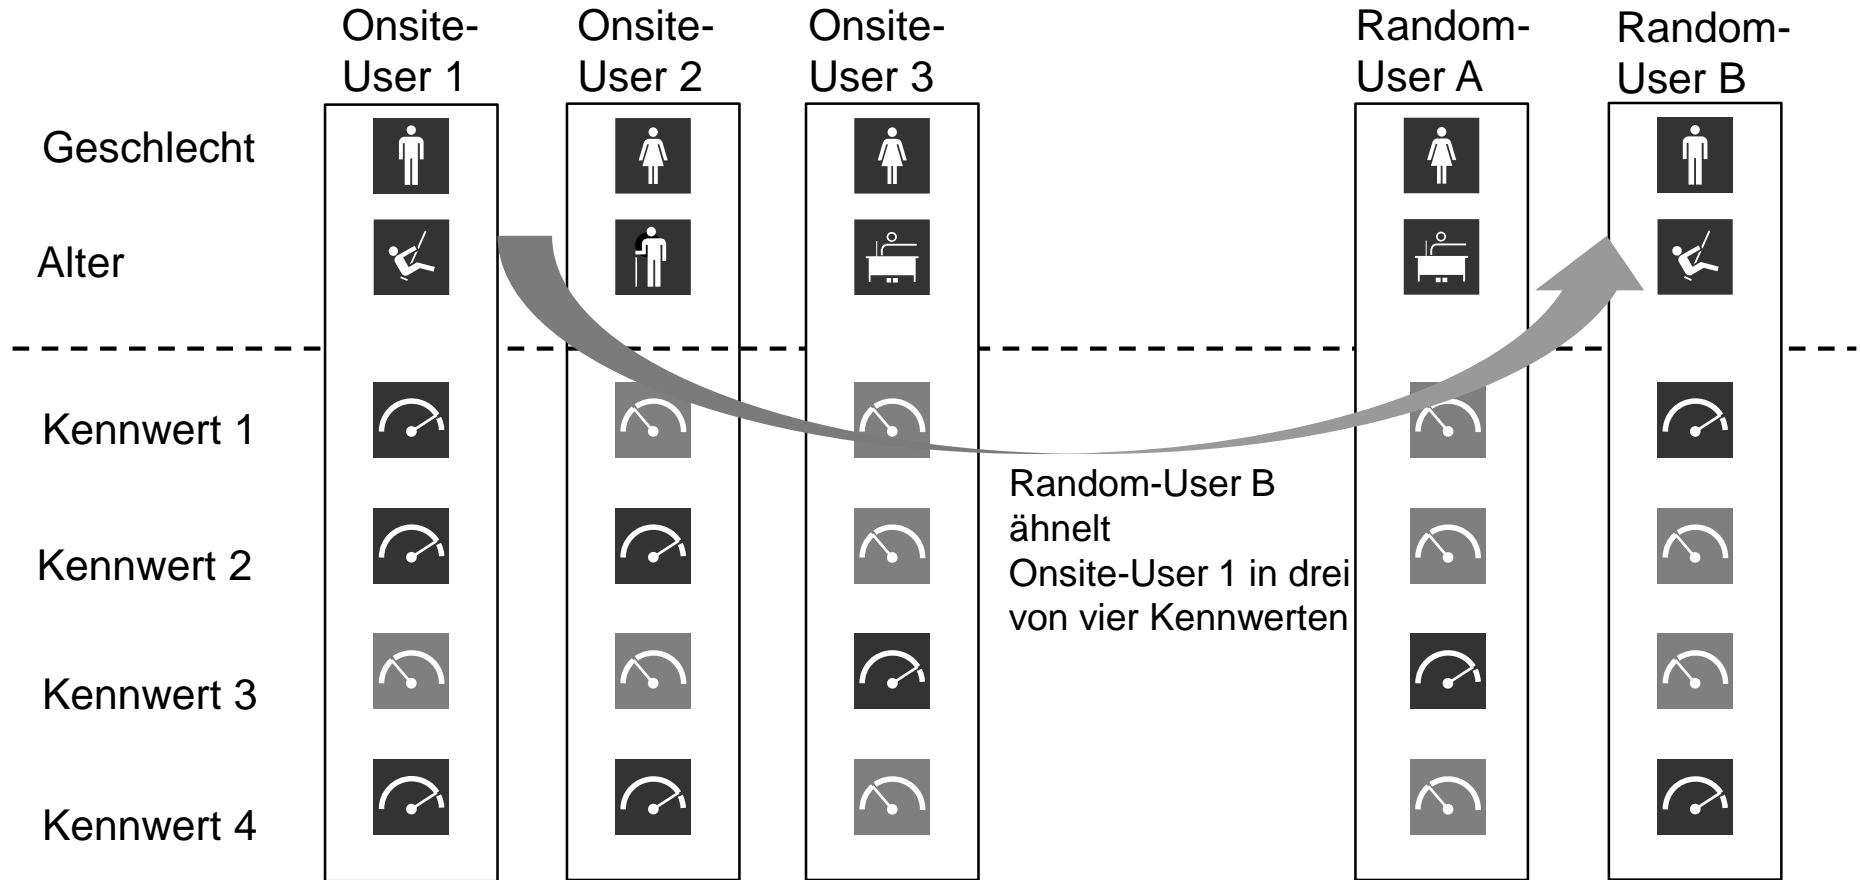 Onsite-
User 1
Onsite-
User 2
Onsite-
User 3
Random-
User A
Random-
User B
Geschlecht
Alter
Kennwert 1
Kennwert 2
Kennwert 3
Kennwert 4
Random-User B
ähnelt
Onsite-User 1 in drei
von vier Kennwerten